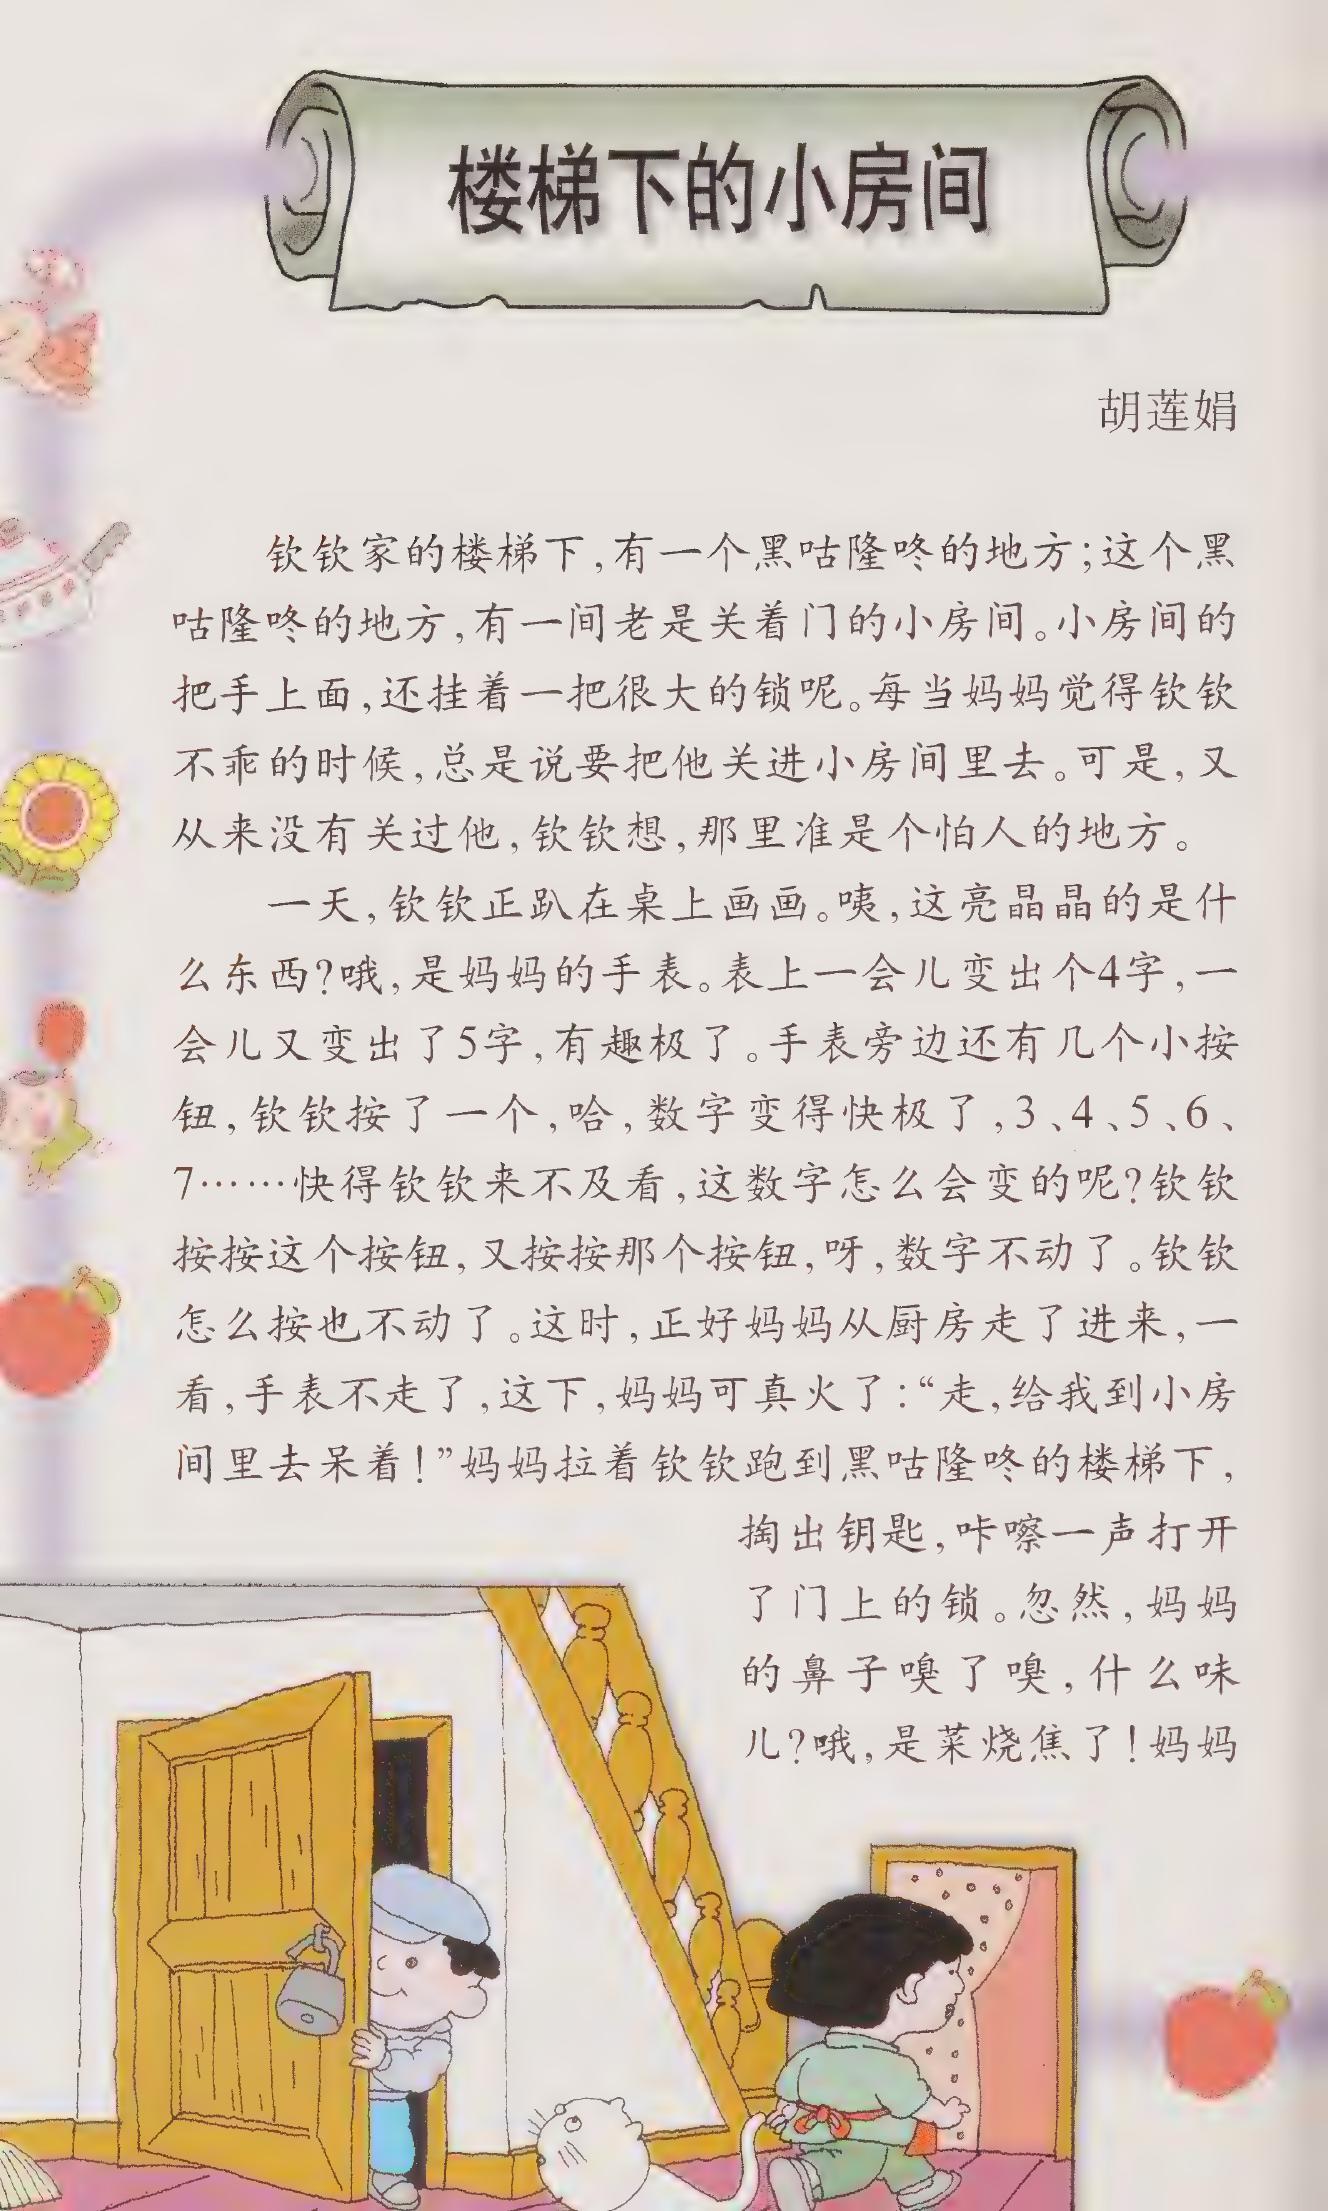 楼梯下的小房间
胡莲娟
钦钦家的楼梯下,有一个黑咕隆咚的地方;这个黑
咕隆咚的地方,有一间老是关着门的小房间。小房间的
把手上面,还挂着一把很大的锁呢。每当妈妈觉得钦钦
不乖的时候,总是说要把他关进小房间里去。可是,又
从来没有关过他,钦钦想,那里准是个怕人的地方。
一天,钦钦正趴在桌上画画。咦,这亮晶晶的是什
么东西?哦,是妈妈的手表。表上一会儿变出个4字,一
会儿又变出了5字,有趣极了。手表旁边还有几个小按
钮,钦钦按了一个,哈,数字变得快极了,3、4、5、6、
7……快得钦钦来不及看,这数字怎么会变的呢?钦钦
按按这个按钮,又按按那个按钮,呀,数字不动了。钦钦
怎么按也不动了。这时,正好妈妈从厨房走了进来,一
看,手表不走了,这下,妈妈可真火了:“走,给我到小房
间里去呆着!”妈妈拉着钦钦跑到黑咕隆咚的楼梯下,
掏出钥匙,咔嚓一声打开
了门上的锁。忽然,妈妈
的鼻子嗅了嗅,什么味
儿?哦,是菜烧焦了!妈妈